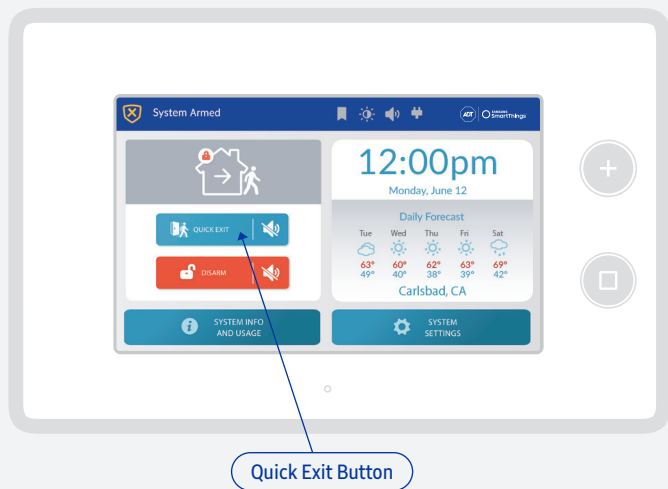 System Armed
ADT
SAMSUNG
SmartThings
QUICK EXIT
DISARM
SYSTEM INFO
AND USAGE
12:00pm
Monday, June 12
Daily Forecast
Tue Wed Thu Fri Sat
63° 60° 62° 63° 69°
49° 40° 38° 39° 42°
Carlsbad, CA
SYSTEM
SETTINGS
Quick Exit Button